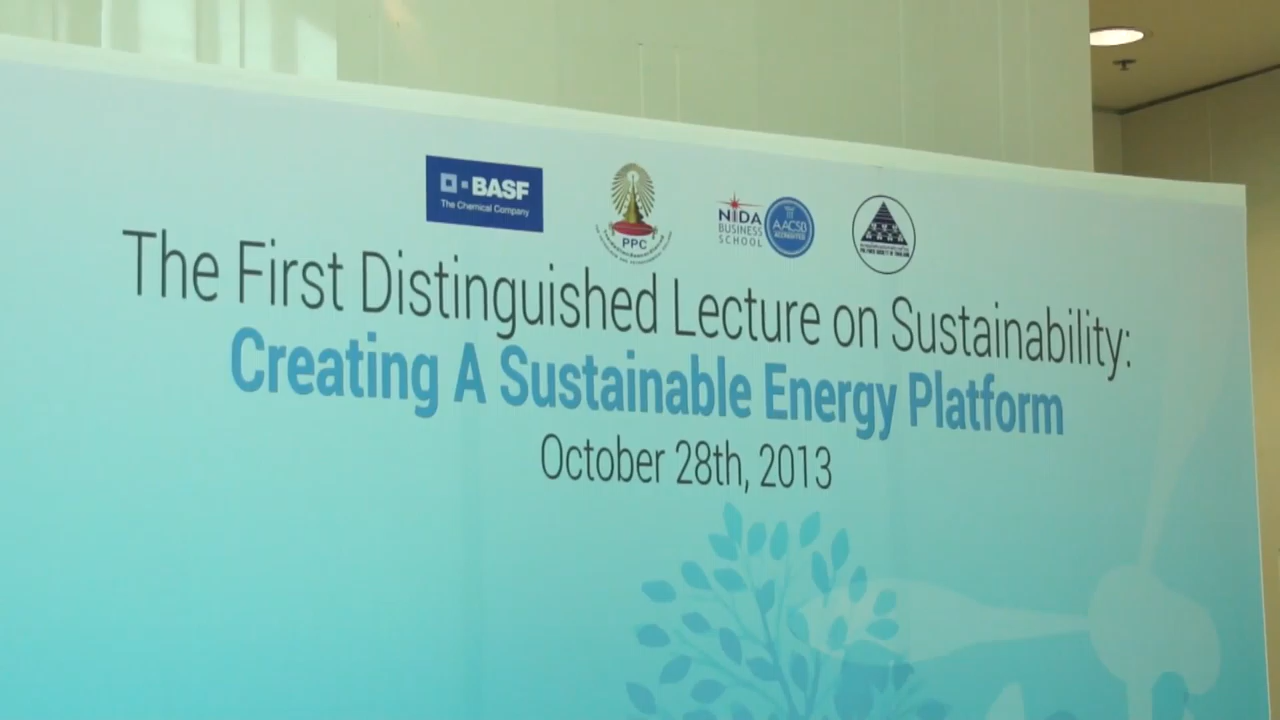 BASF
The Chemical Company
PPC
NIDA
BUSINESS
SCHOOL
AACSB
ACCREDITED
The First Distinguished Lecture on Sustainability:
Creating A Sustainable Energy Platform
October 28th, 2013